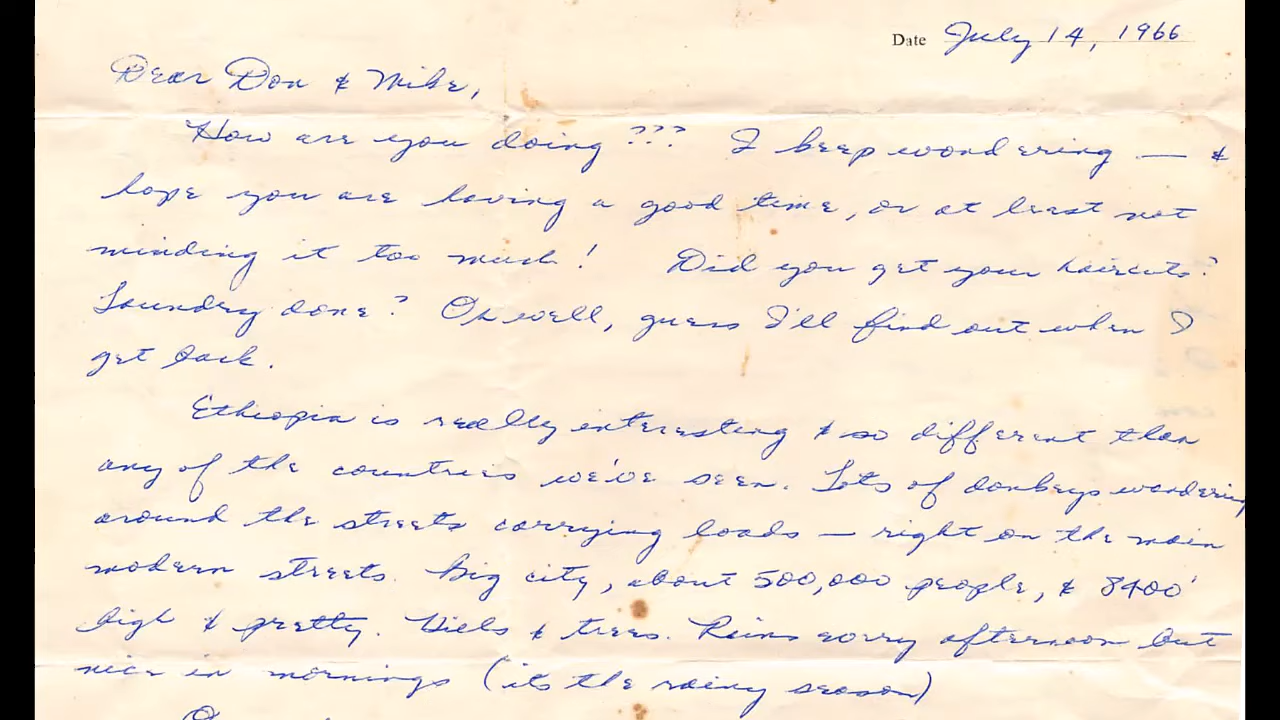 Date July 14, 1966
Dear Don & Mike,
How are you doing ??? I keep wondering — &
hope you are having a good time, or at least not
minding it too much! Did you get your haircuts?
Laundry done? Oh well, guess I'll find out when I
get back.
Ethiopia is really interesting & so different than
any of the countries we've seen. Lots of donkeys wandering
around the streets carrying loads — right on the main
modern streets. Big city, about 500,000 people, & 8400'
high & pretty. Hills & trees. Rains every afternoon but
nice in mornings (its the rainy season)